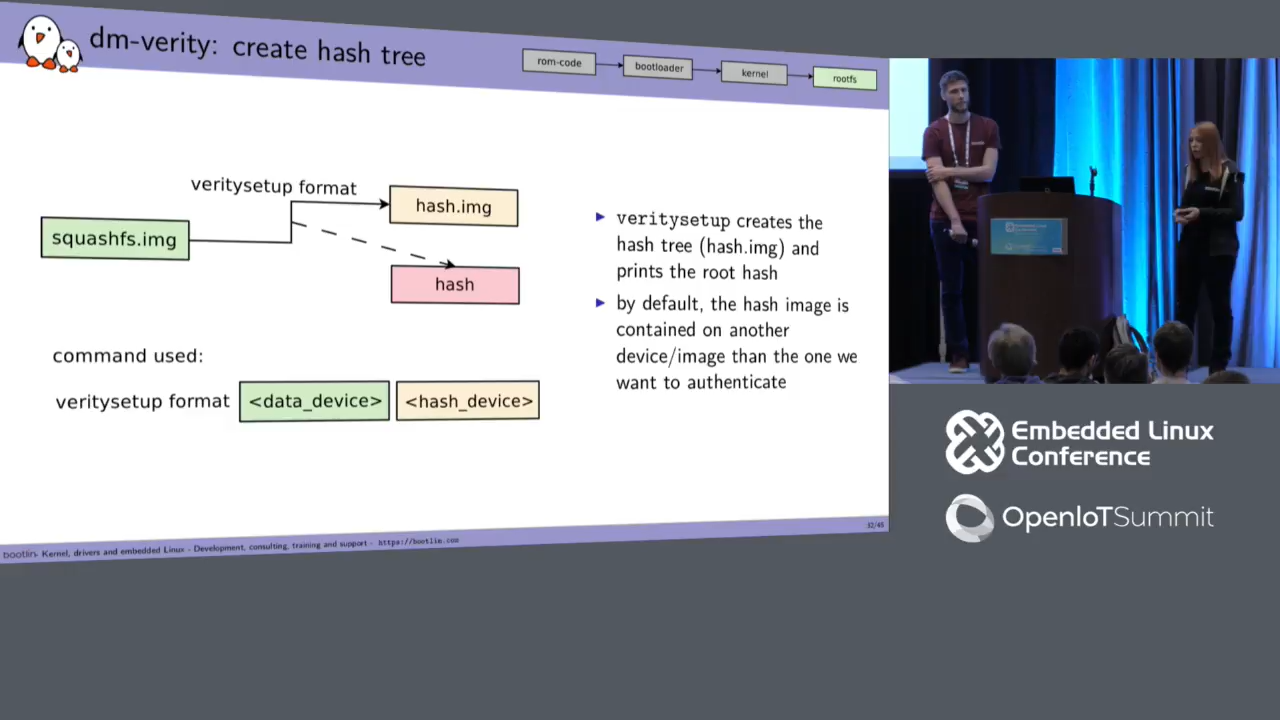 dm-verity: create hash tree
rom-code
bootloader
kernel
rootfs
veritysetup format
squashfs.img
hash.img
hash
command used:
veritysetup format <data_device> <hash_device>
veritysetup creates the
hash tree (hash.img) and
prints the root hash
by default, the hash image is
contained on another
device/image than the one we
want to authenticate
bootlin - Kernel, drivers and embedded Linux - Development, consulting, training and support - https://bootlin.com
32/45
Embedded Linux
Conference
OpenIoTSummit